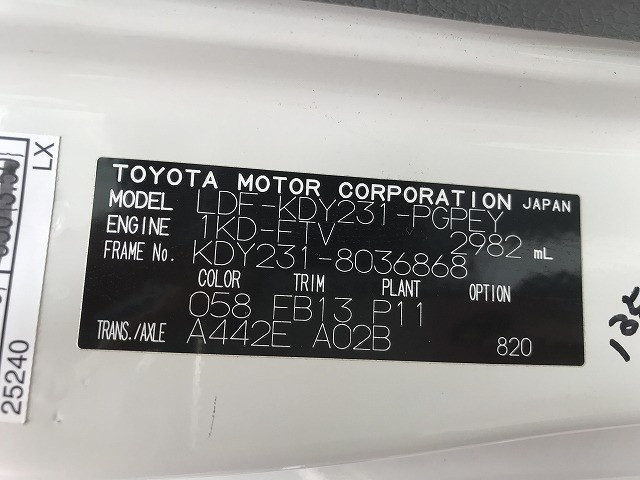 TOYOTA MOTOR CORPORATION JAPAN
MODEL LDF-KDY231-PGPEY
ENGINE 1KD-FTV 2982 mL
FRAME No. KDY231-8036868
COLOR TRIM PLANT OPTION
058 FB13 P11
TRANS./AXLE A442E A02B 820
LX
25240